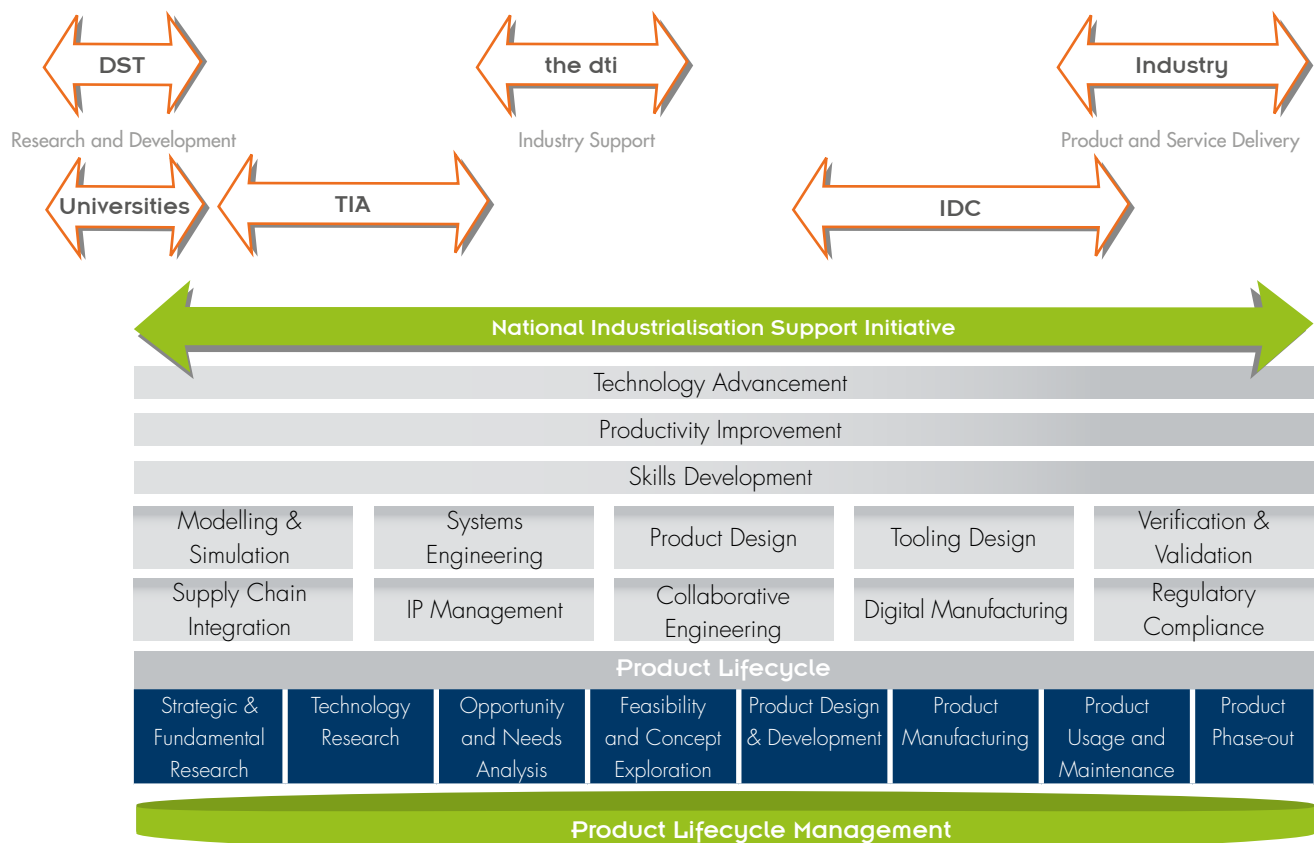 DST
the dti
Industry
Research and Development
Industry Support
Product and Service Delivery
Universities
TIA
IDC
National Industrialisation Support Initiative
Technology Advancement
Productivity Improvement
Skills Development
Modelling &
Simulation
Systems
Engineering
Product Design
Tooling Design
Verification &
Validation
Supply Chain
Integration
IP Management
Collaborative
Engineering
Digital Manufacturing
Regulatory
Compliance
Product Lifecycle
Strategic &
Fundamental
Research
Technology
Research
Opportunity
and Needs
Analysis
Feasibility
and Concept
Exploration
Product Design
& Development
Product
Manufacturing
Product
Usage and
Maintenance
Product
Phase-out
Product Lifecycle Management